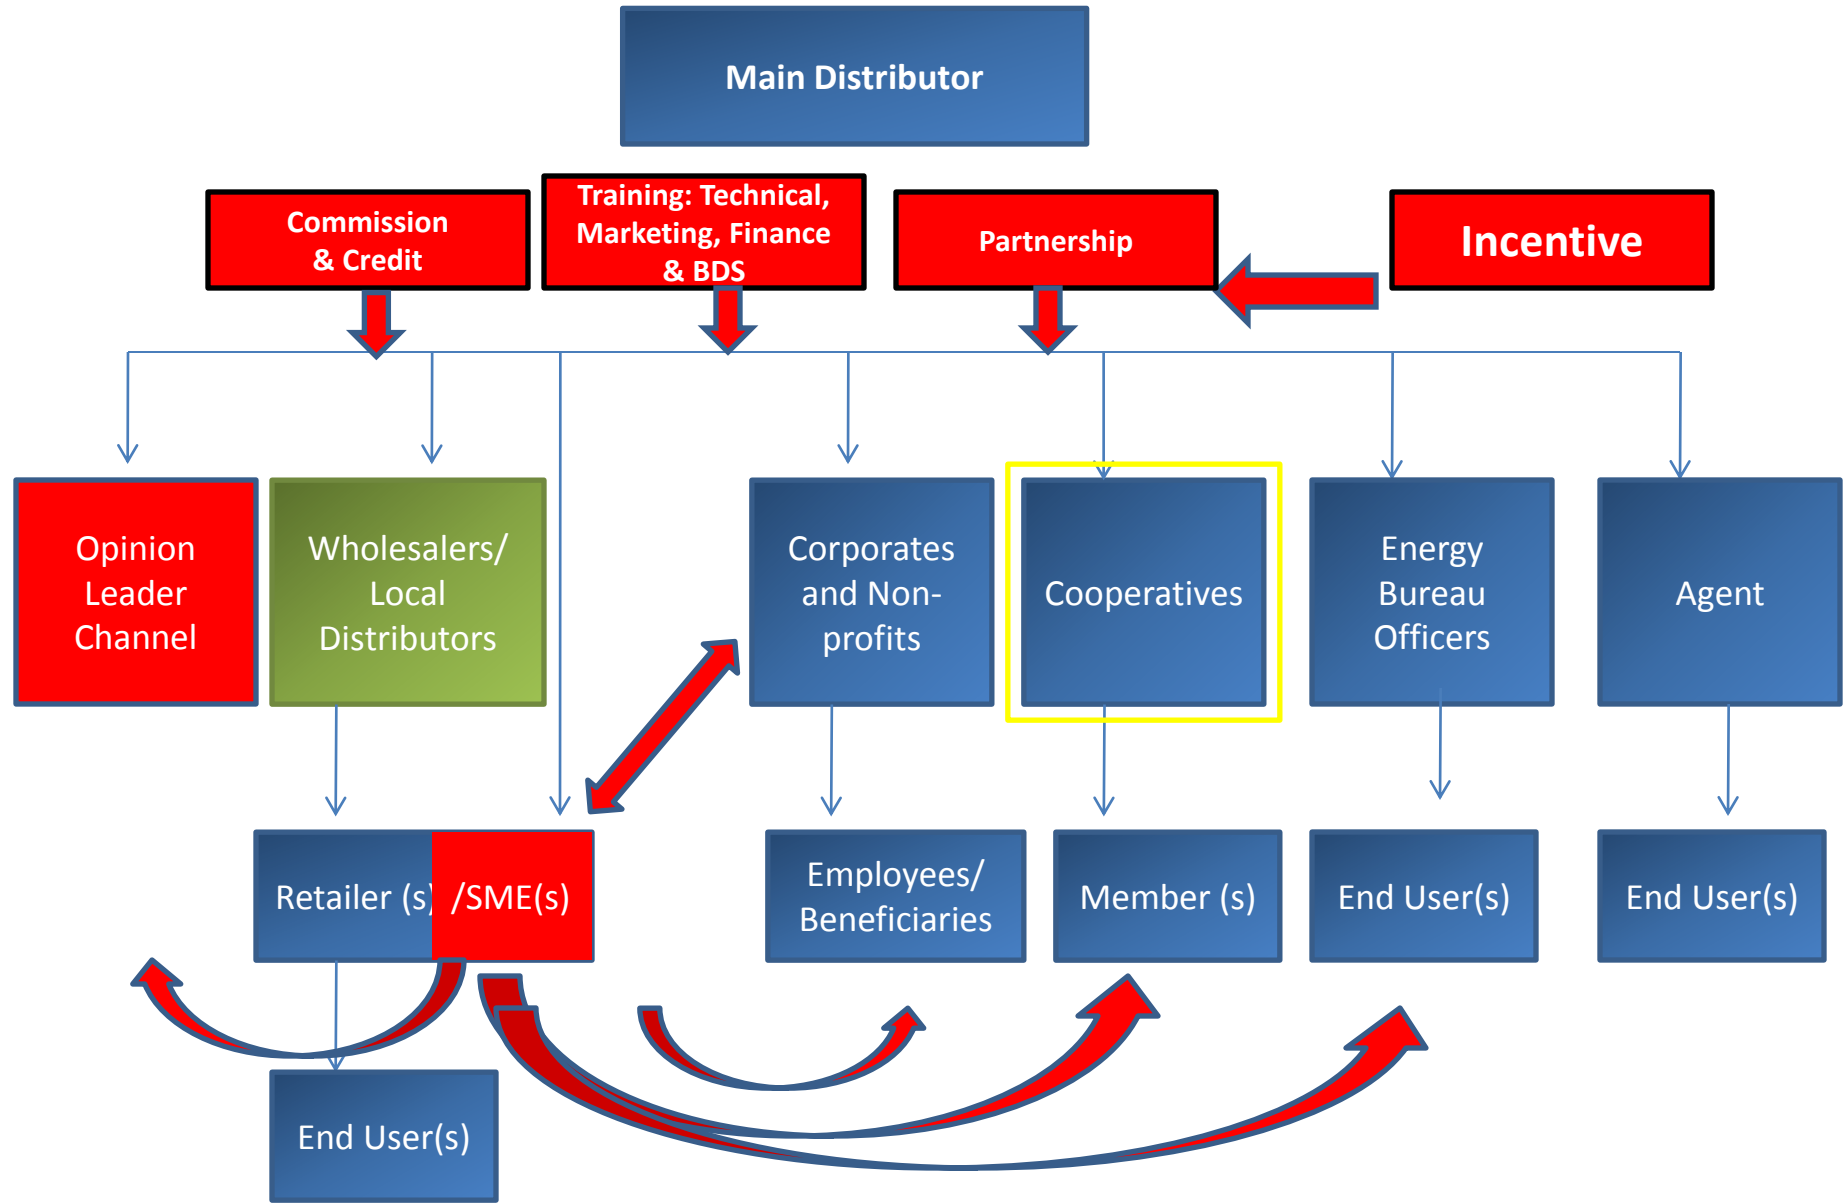 Main Distributor
Commission
& Credit
Training: Technical,
Marketing, Finance
& BDS
Partnership
Incentive
Opinion
Leader
Channel
Wholesalers/
Local
Distributors
Corporates
and Non-
profits
Cooperatives
Energy
Bureau
Officers
Agent
Retailer (s)
/SME(s)
Employees/
Beneficiaries
Member (s)
End User(s)
End User(s)
End User(s)